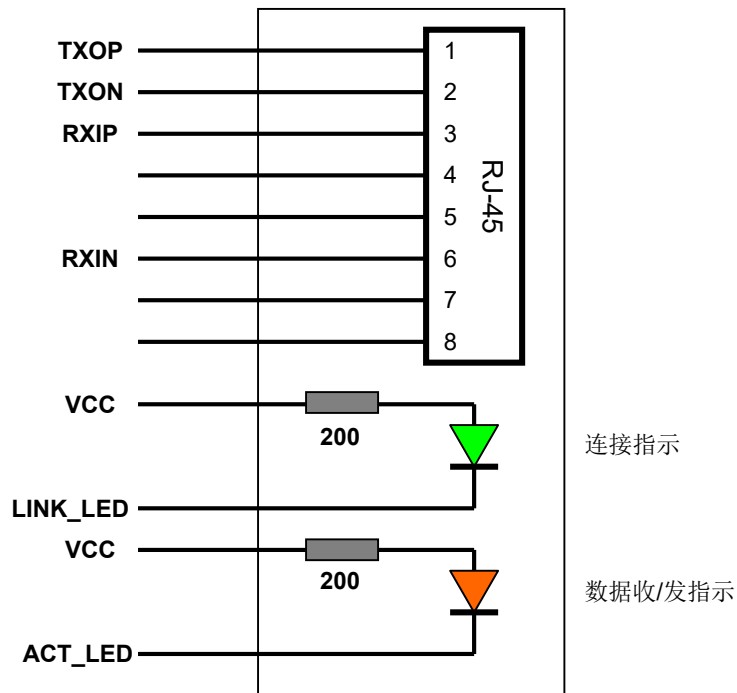 TXOP
1
TXON
2
RXIP
3
4
5
RXIN
6
7
8
RJ-45
VCC
200
连接指示
LINK_LED
VCC
200
数据收/发指示
ACT_LED